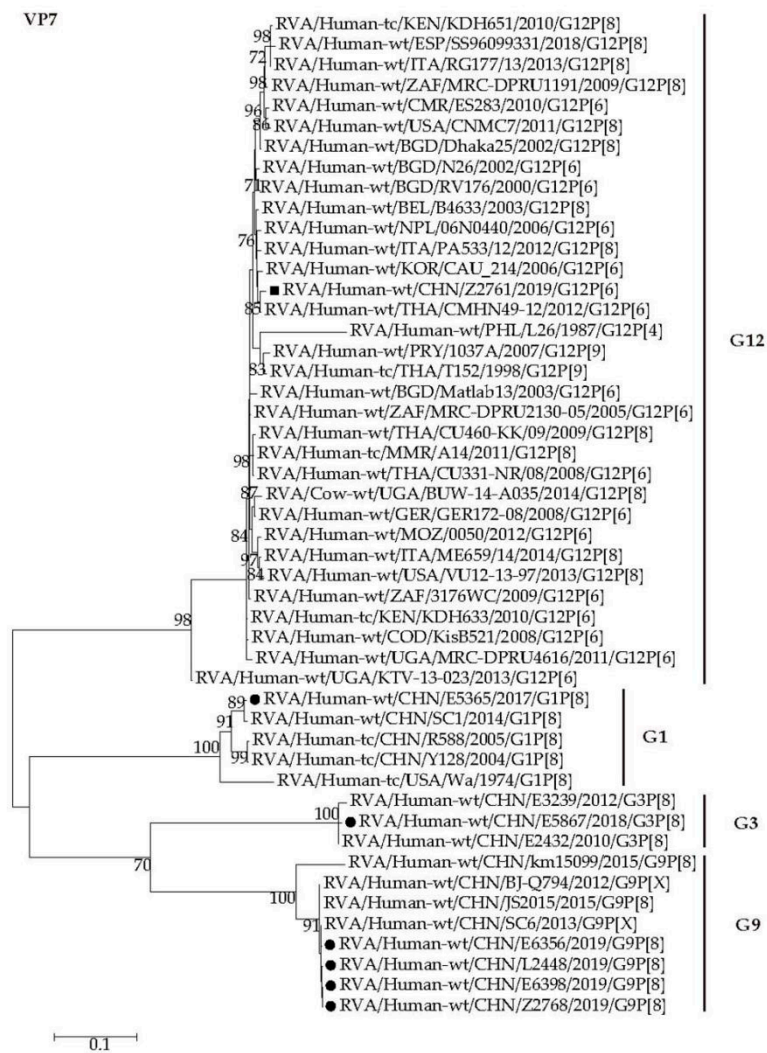 VP7
RVA/Human-tc/KEN/KDH651/2010/G12P[8]
98
RVA/Human-wt/ESP/SS96099331/2018/G12P[8]
72
RVA/Human-wt/ITA/RG177/13/2013/G12P[8]
98
RVA/Human-wt/ZAF/MRC-DPRU1191/2009/G12P[8]
96
RVA/Human-wt/CMR/ES283/2010/G12P[6]
86
RVA/Human-wt/USA/CNMC7/2011/G12P[8]
RVA/Human-wt/BGD/Dhaka25/2002/G12P[8]
RVA/Human-wt/BGD/N26/2002/G12P[6]
71
RVA/Human-wt/BGD/RV176/2000/G12P[6]
RVA/Human-wt/BEL/B4633/2003/G12P[8]
RVA/Human-wt/NPL/06N0440/2006/G12P[6]
76
RVA/Human-wt/ITA/PA533/12/2012/G12P[8]
RVA/Human-wt/KOR/CAU_214/2006/G12P[6]
RVA/Human-wt/CHN/Z2761/2019/G12P[6]
85
RVA/Human-wt/THA/CMHN49-12/2012/G12P[6]
RVA/Human-wt/PHL/L26/1987/G12P[4]
G12
RVA/Human-wt/PRY/1037A/2007/G12P[9]
83
RVA/Human-tc/THA/T152/1998/G12P[9]
RVA/Human-wt/BGD/Matlab13/2003/G12P[6]
RVA/Human-wt/ZAF/MRC-DPRU2130-05/2005/G12P[6]
RVA/Human-wt/THA/CU460-KK/09/2009/G12P[8]
RVA/Human-tc/MMR/A14/2011/G12P[8]
98
RVA/Human-wt/THA/CU331-NR/08/2008/G12P[6]
87
RVA/Cow-wt/UGA/BUW-14-A035/2014/G12P[8]
RVA/Human-wt/GER/GER172-08/2008/G12P[6]
84
RVA/Human-wt/MOZ/0050/2012/G12P[6]
97
RVA/Human-wt/ITA/ME659/14/2014/G12P[8]
84
RVA/Human-wt/USA/VU12-13-97/2013/G12P[8]
RVA/Human-wt/ZAF/3176WC/2009/G12P[6]
98
RVA/Human-tc/KEN/KDH633/2010/G12P[6]
RVA/Human-wt/COD/KisB521/2008/G12P[6]
RVA/Human-wt/UGA/MRC-DPRU4616/2011/G12P[6]
RVA/Human-wt/UGA/KTV-13-023/2013/G12P[6]
89
RVA/Human-wt/CHN/E5365/2017/G1P[8]
91
RVA/Human-wt/CHN/SC1/2014/G1P[8]
G1
100
RVA/Human-tc/CHN/R588/2005/G1P[8]
99
RVA/Human-tc/CHN/Y128/2004/G1P[8]
RVA/Human-tc/USA/Wa/1974/G1P[8]
RVA/Human-wt/CHN/E3239/2012/G3P[8]
100
RVA/Human-wt/CHN/E5867/2018/G3P[8]
G3
RVA/Human-wt/CHN/E2432/2010/G3P[8]
70
RVA/Human-wt/CHN/km15099/2015/G9P[8]
RVA/Human-wt/CHN/BJ-Q794/2012/G9P[X]
100
RVA/Human-wt/CHN/JS2015/2015/G9P[8]
91
RVA/Human-wt/CHN/SC6/2013/G9P[X]
G9
RVA/Human-wt/CHN/E6356/2019/G9P[8]
RVA/Human-wt/CHN/L2448/2019/G9P[8]
RVA/Human-wt/CHN/E6398/2019/G9P[8]
RVA/Human-wt/CHN/Z2768/2019/G9P[8]
0.1